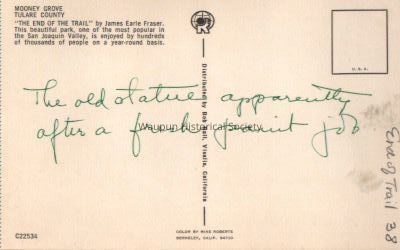 MOONEY GROVE
TULARE COUNTY
"THE END OF THE TRAIL" by James Earle Fraser.
This beautiful park, one of the most popular in
the San Joaquin Valley, is enjoyed by hundreds
of thousands of people on a year-round basis.
U.S.A.
Distributed by Bob Bell, Visalia, California
The old statue apparently
after a fresh paint job
Waupun Historical Society
End of Trail 38
C22534
COLOR BY MIKE ROBERTS
BERKELEY, CALIF. 94710